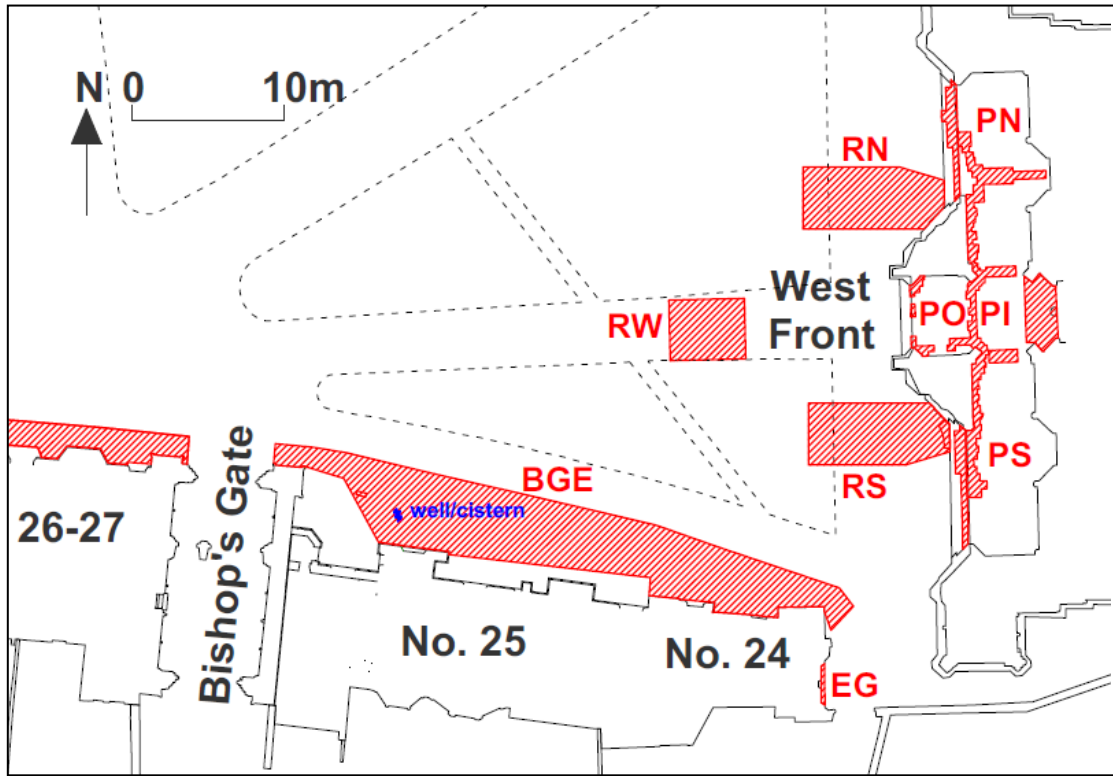 N 0 10m
PN
RN
West
Front
PO PI
RW
BGE
RS
PS
well/cistern
26-27
Bishop's Gate
No. 25
No. 24
EG